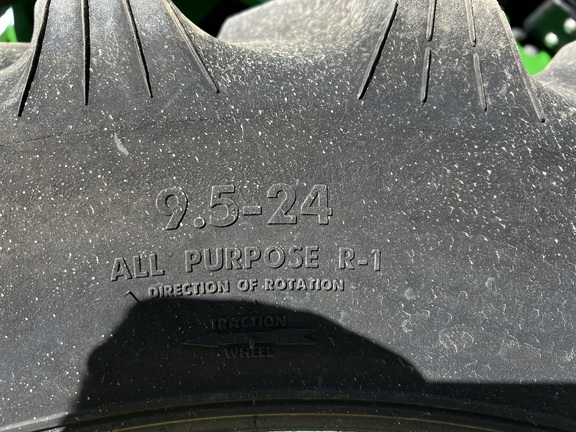 9.5-24
ALL PURPOSE R-1
DIRECTION OF ROTATION
TRACTION
WHEEL